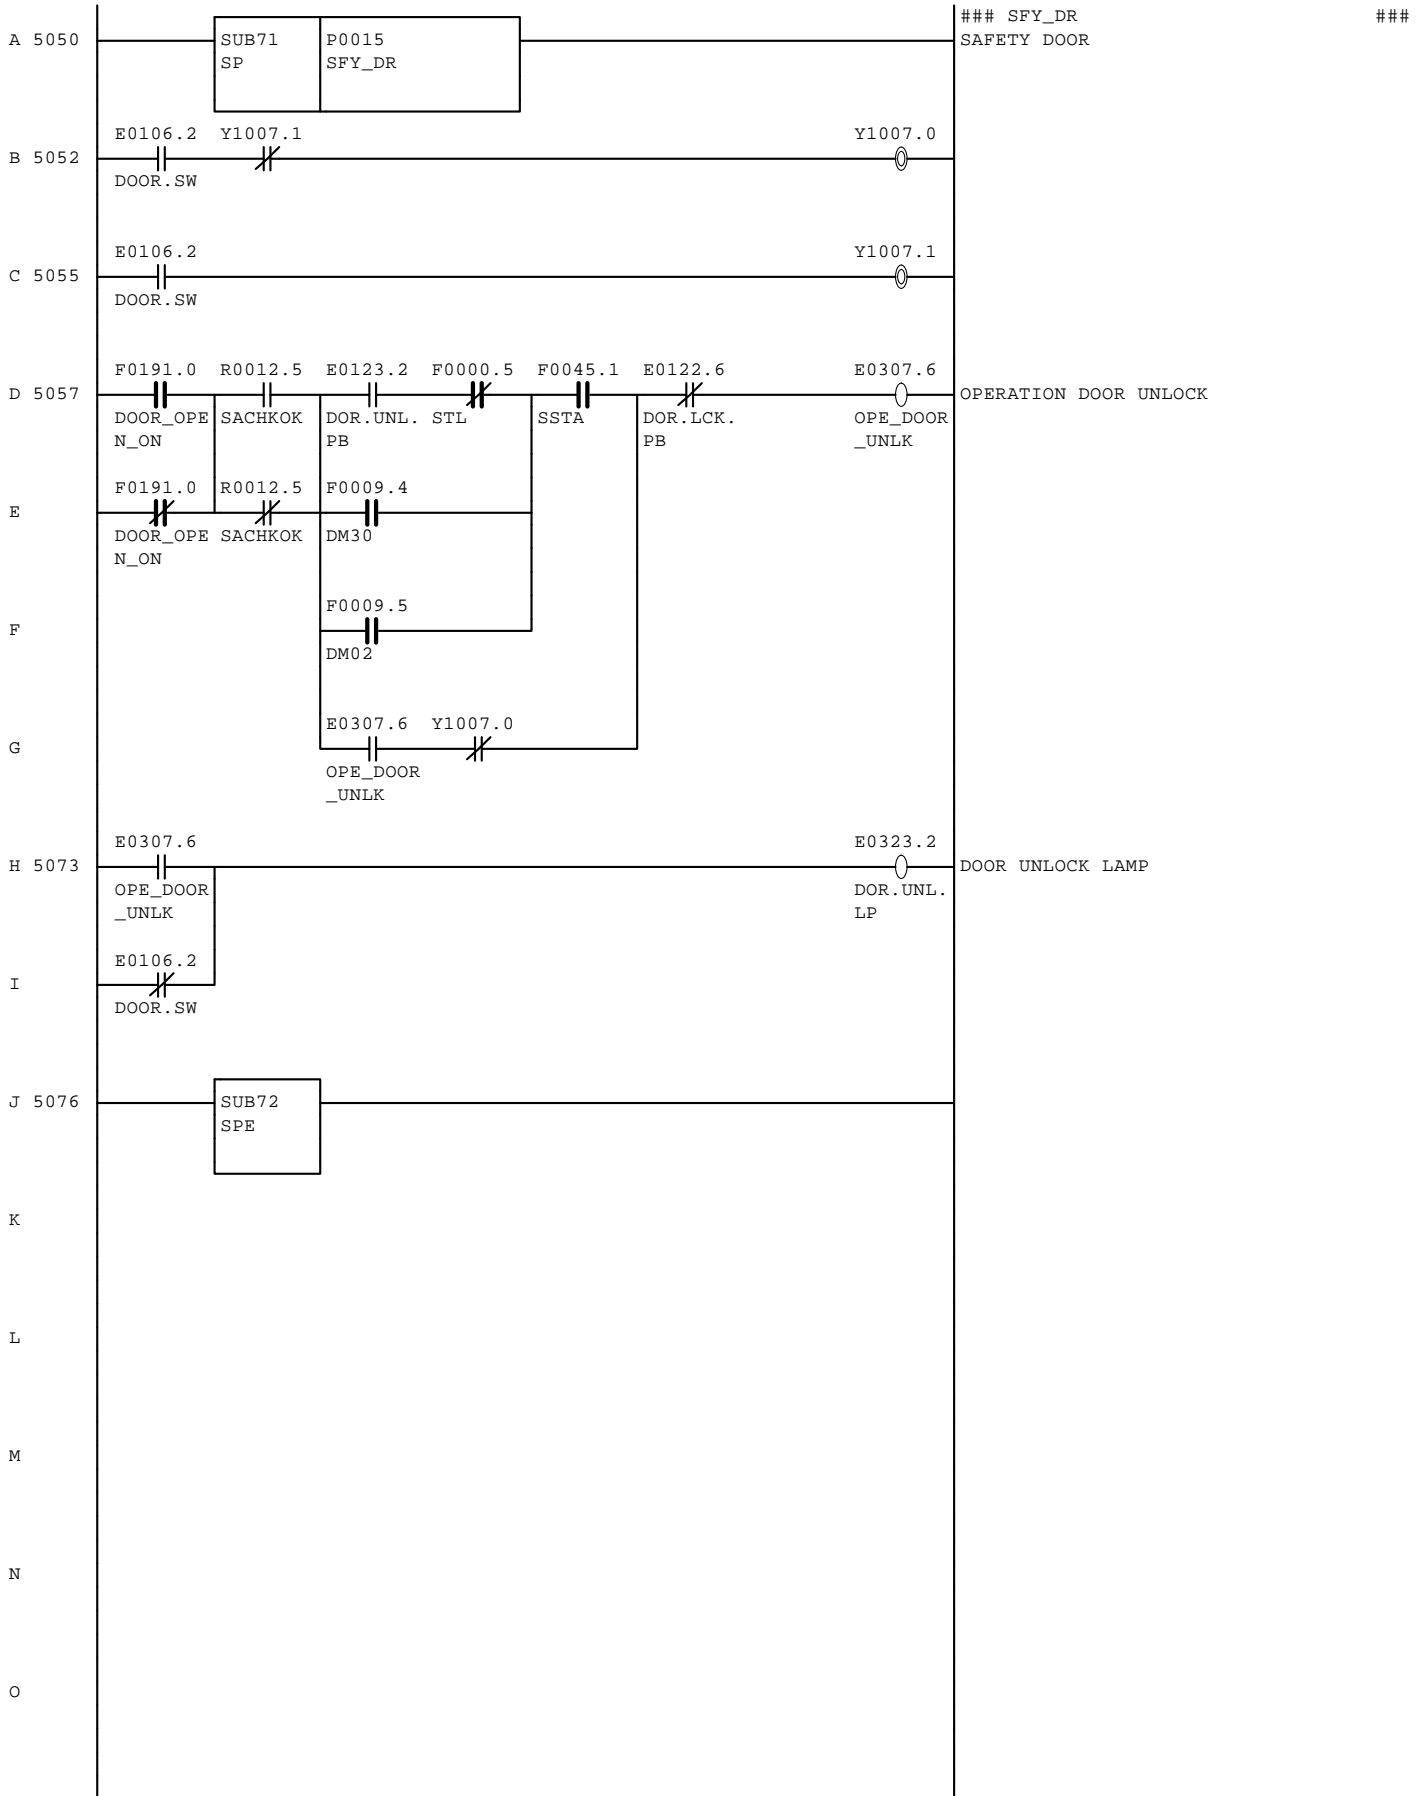 ### SFY_DR ###
A 5050 SUB71 P0015 SAFETY DOOR
SP SFY_DR
E0106.2 Y1007.1 Y1007.0
B 5052
DOOR.SW
E0106.2 Y1007.1
C 5055
DOOR.SW
F0191.0 R0012.5 E0123.2 F0000.5 F0045.1 E0122.6 E0307.6
D 5057 OPERATION DOOR UNLOCK
DOOR_OPE SACHKOK DOR.UNL. STL SSTA DOR.LCK. OPE_DOOR
N_ON PB PB _UNLK
F0191.0 R0012.5 F0009.4
E
DOOR_OPE SACHKOK DM30
N_ON
F0009.5
F
DM02
E0307.6 Y1007.0
G
OPE_DOOR
_UNLK
E0307.6 E0323.2
H 5073 DOOR UNLOCK LAMP
OPE_DOOR DOR.UNL.
_UNLK LP
E0106.2
I
DOOR.SW
J 5076 SUB72
SPE
K
L
M
N
O